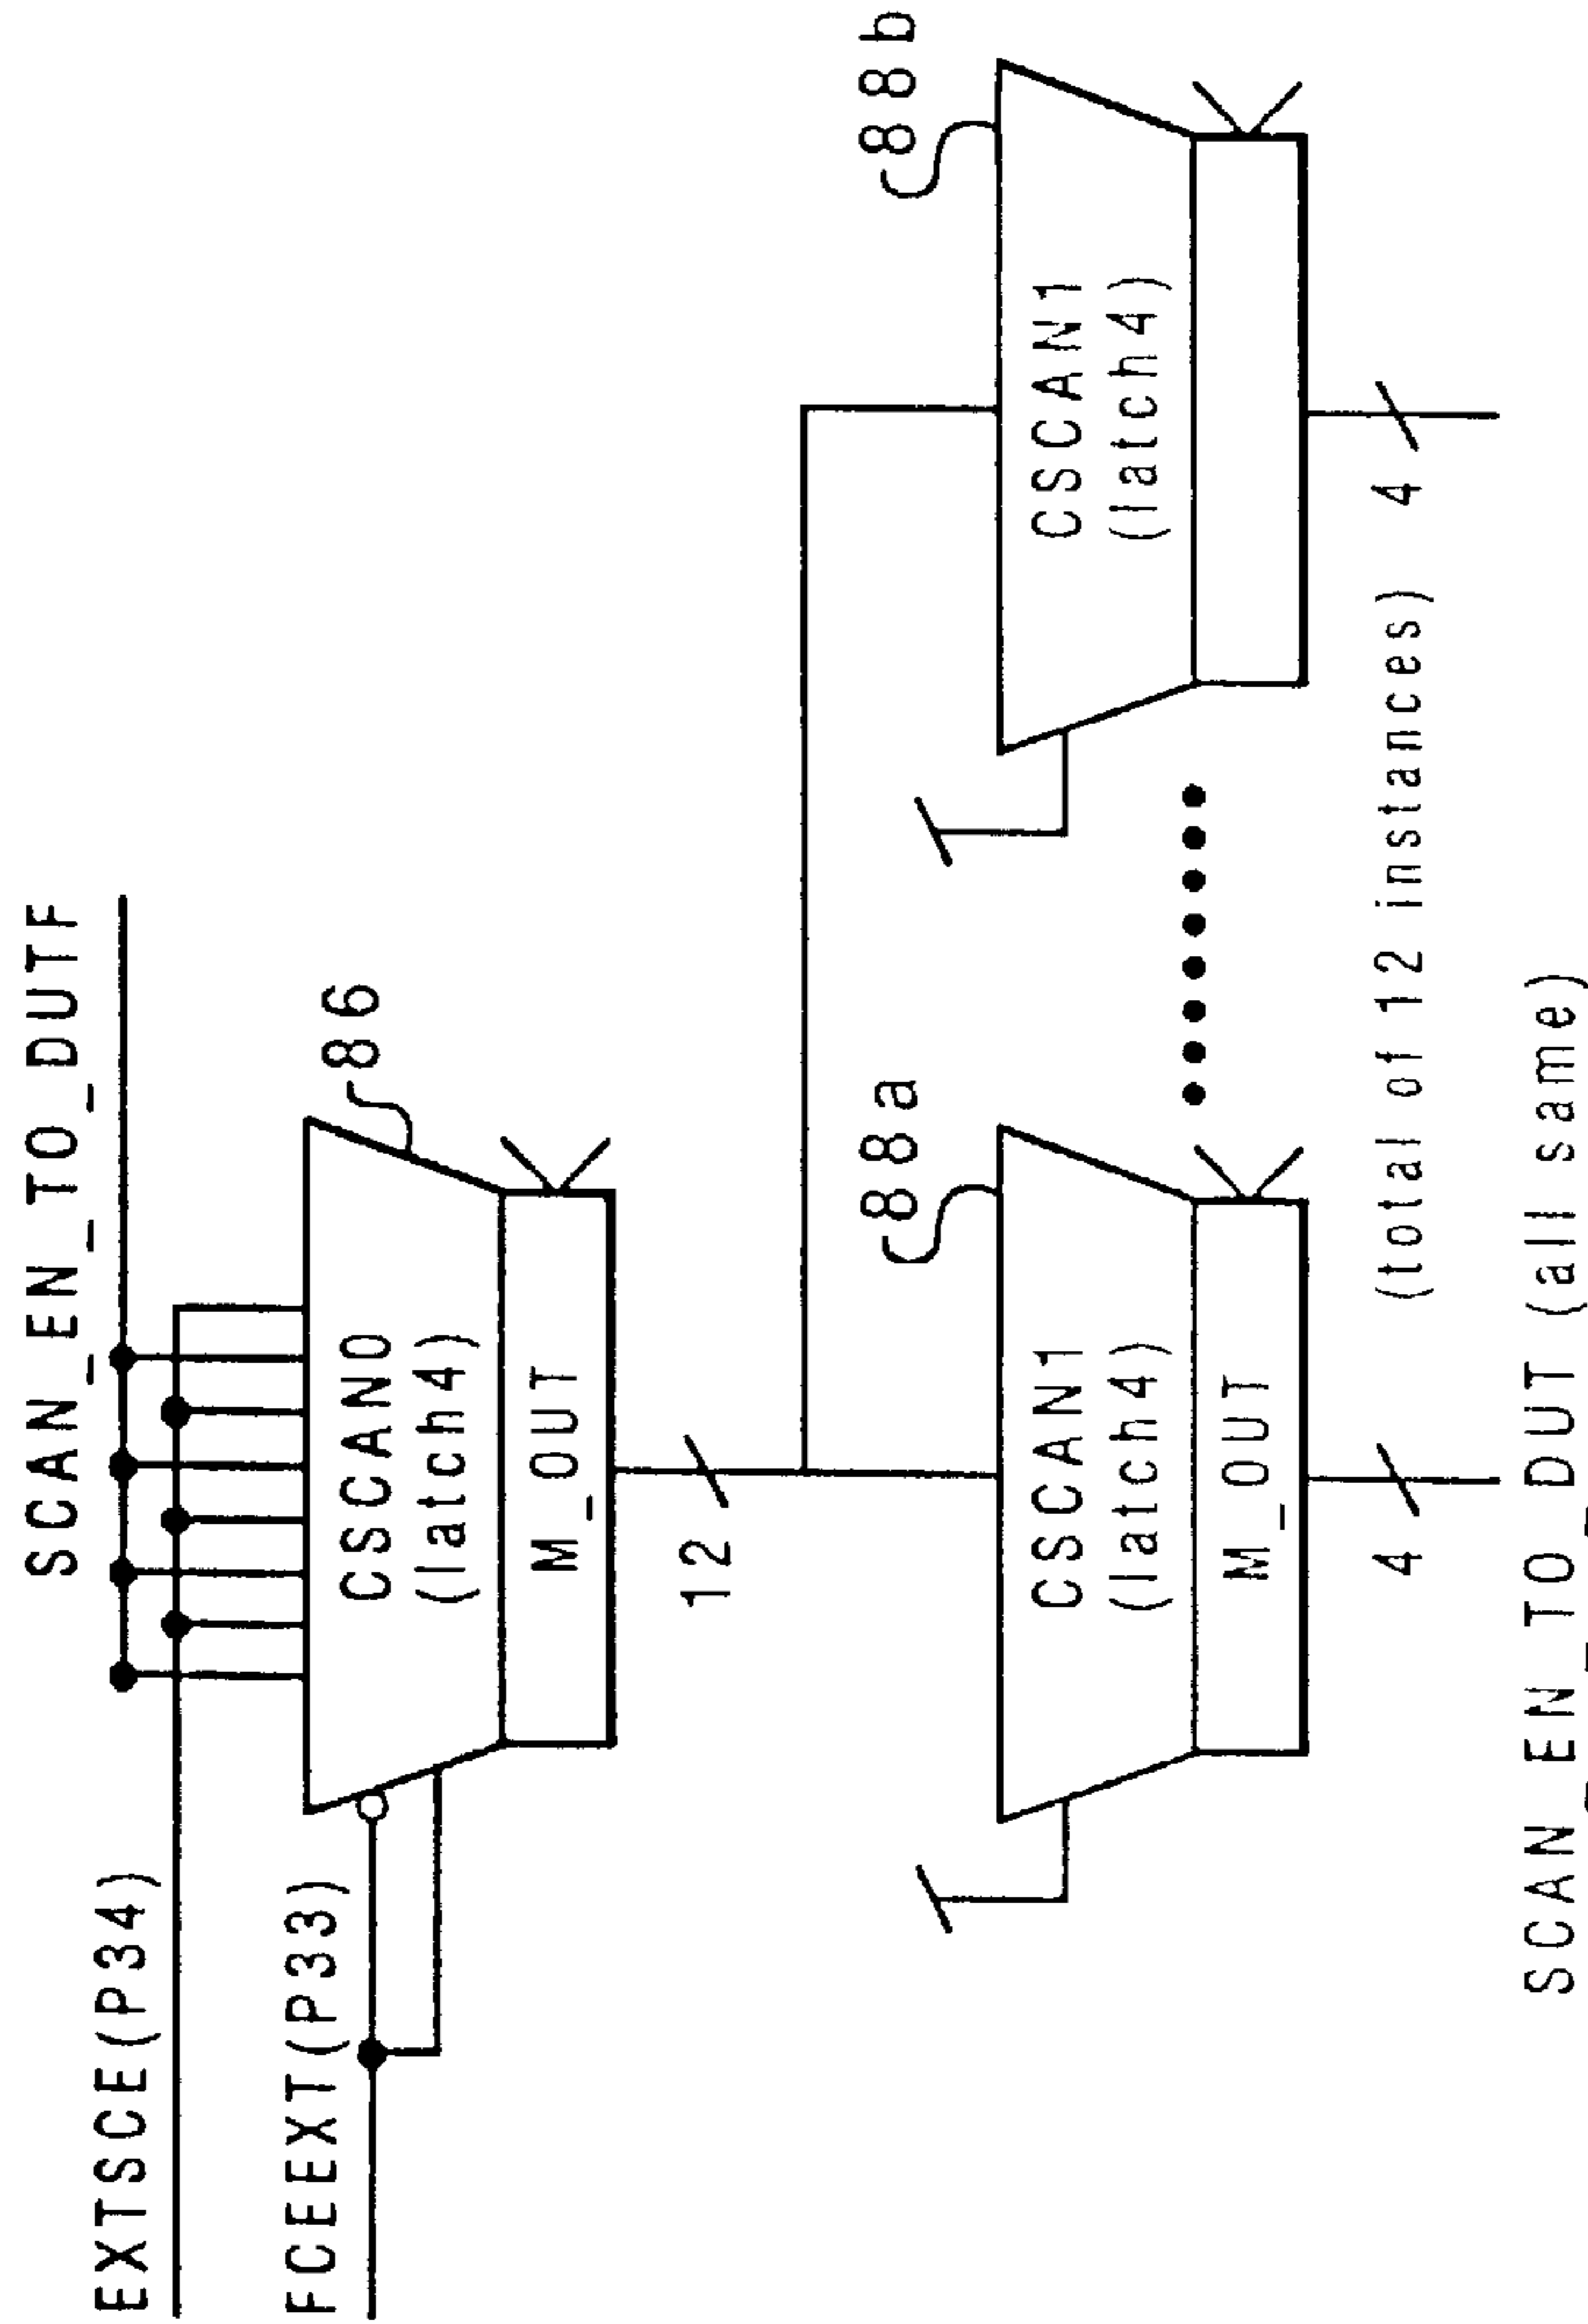 SCAN_EN_TO_DUTF
EXTSCE(P34)
FCEEXT(P33)
86
CSCAN0
(latch4)
M_OUT
12
88a
88b
CSCAN1
(latch4)
M_OUT
CSCAN1
(latch4)
4
(total of 12 instances)
4
SCAN_EN_TO_DUT (all same)